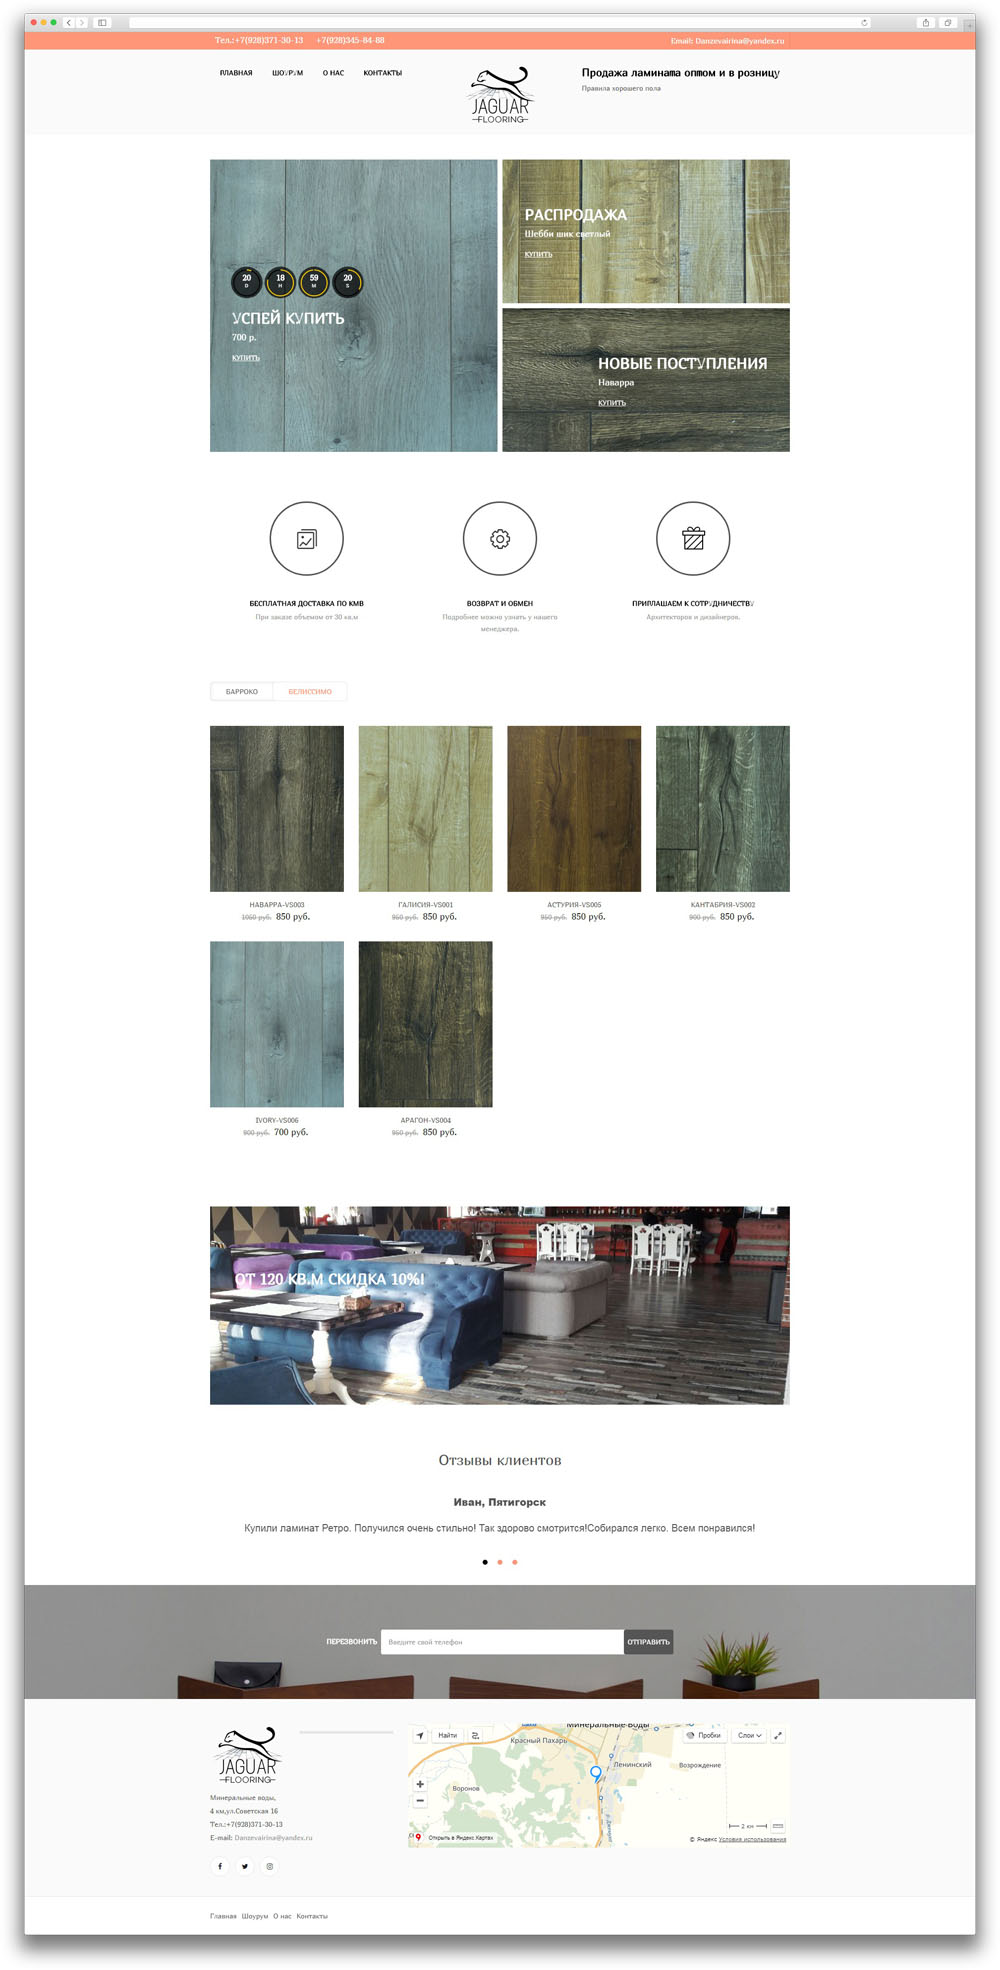 Тел.:+7(928)371-30-13 +7(928)345-84-88
Email: Danzevairina@yandex.ru
ГЛАВНАЯ ШОУРУМ О НАС КОНТАКТЫ
JAGUAR
FLOORING
Продажа ламината оптом и в розницу
Правила хорошего пола
20 18 59 20
D H M S
УСПЕЙ КУПИТЬ
700 р.
КУПИТЬ
РАСПРОДАЖА
Шебби шик светлый
КУПИТЬ
НОВЫЕ ПОСТУПЛЕНИЯ
Наварра
КУПИТЬ
БЕСПЛАТНАЯ ДОСТАВКА ПО КМВ
При заказе объемом от 30 кв.м
ВОЗВРАТ И ОБМЕН
Подробнее можно узнать у нашего
менеджера.
ПРИГЛАШАЕМ К СОТРУДНИЧЕСТВУ
Архитекторов и дизайнеров.
БАРРОКО БЕЛИССИМО
НАВАРРА-VS003
1050 руб. 850 руб.
ГАЛИСИЯ-VS001
950 руб. 850 руб.
АСТУРИЯ-VS005
950 руб. 850 руб.
КАНТАБРИЯ-VS002
900 руб. 850 руб.
IVORY-VS006
900 руб. 700 руб.
АРАГОН-VS004
950 руб. 850 руб.
ОТ 120 КВ.М СКИДКА 10%!
Отзывы клиентов
Иван, Пятигорск
Купили ламинат Ретро. Получился очень стильно! Так здорово смотрится!Собирался легко. Всем понравился!
ПЕРЕЗВОНИТЬ Введите свой телефон ОТПРАВИТЬ
JAGUAR
FLOORING
Минеральные воды,
4 км,ул.Советская 16
Тел.:+7(928)371-30-13
E-mail: Danzevairina@yandex.ru
Минеральные Воды
Найти
Пробки
Слои
Красный Пахарь
Ленинский
Возрождение
Воронов
2 км
Открыть в Яндекс.Картах
© Яндекс Условия использования
Главная Шоурум О нас Контакты